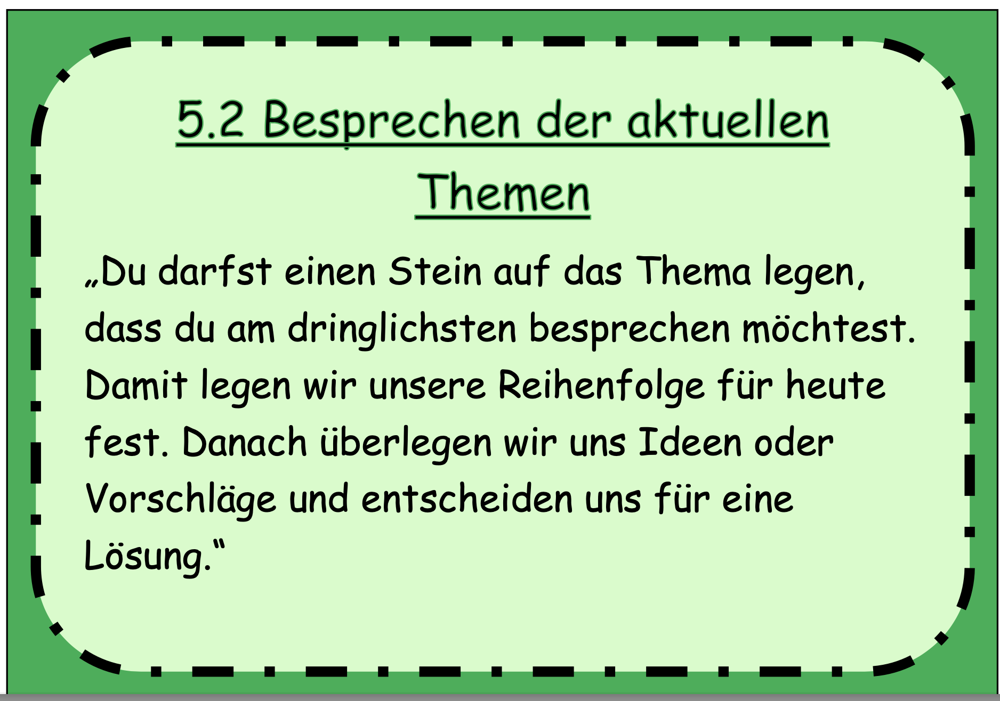 5.2 Besprechen der aktuellen
Themen
„Du darfst einen Stein auf das Thema legen,
dass du am dringlichsten besprechen möchtest.
Damit legen wir unsere Reihenfolge für heute
fest. Danach überlegen wir uns Ideen oder
Vorschläge und entscheiden uns für eine
Lösung.“